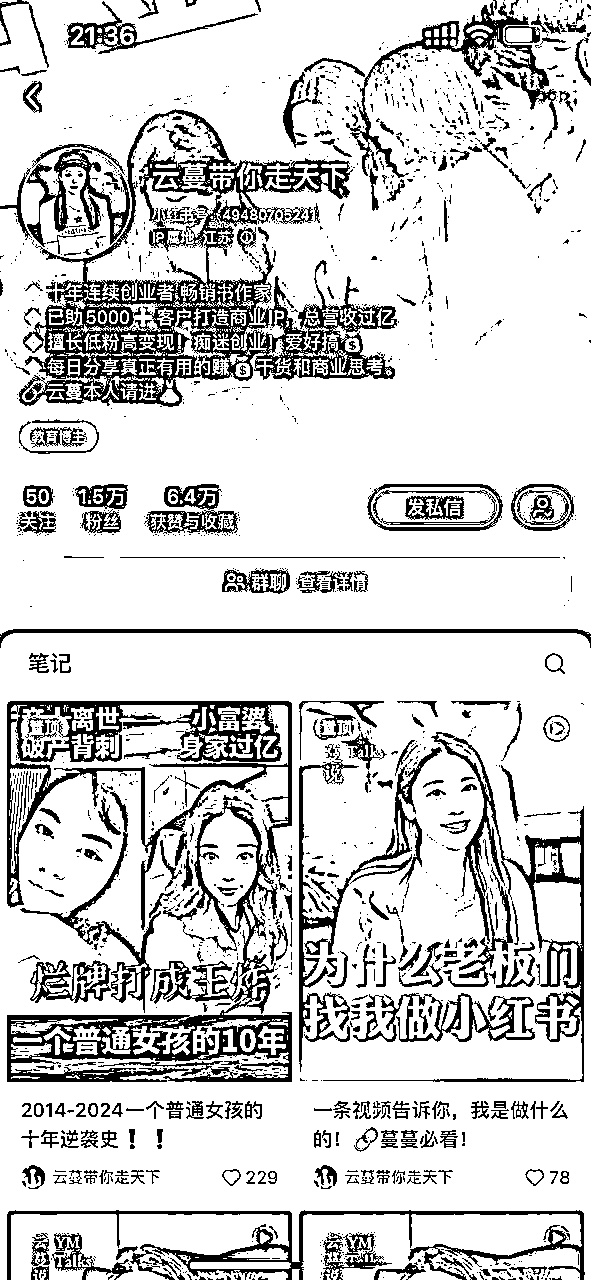 21:36
云蔓带你走天下
小红书号：49480705241
IP属地：江苏
十年连续创业者 畅销书作家
已助5000＋客户打造商业IP，总营收过亿
擅长低粉高变现！痴迷创业！爱好搞💰
每日分享真正有用的赚💰干货和商业思考。
云蔓本人请进
教育博主
50 1.5万 6.4万
关注 粉丝 获赞与收藏
发私信
群聊 查看详情
笔记
置顶
离世
破产背刺
小富婆
身家过亿
烂牌打成王炸
一个普通女孩的10年
2014-2024一个普通女孩的
十年逆袭史❗❗
云蔓带你走天下 229
置顶
为什么老板们
找我做小红书
一条视频告诉你，我是做什么
的！🔗蔓蔓必看！
云蔓带你走天下 78
YM
Talk
YM
Talk